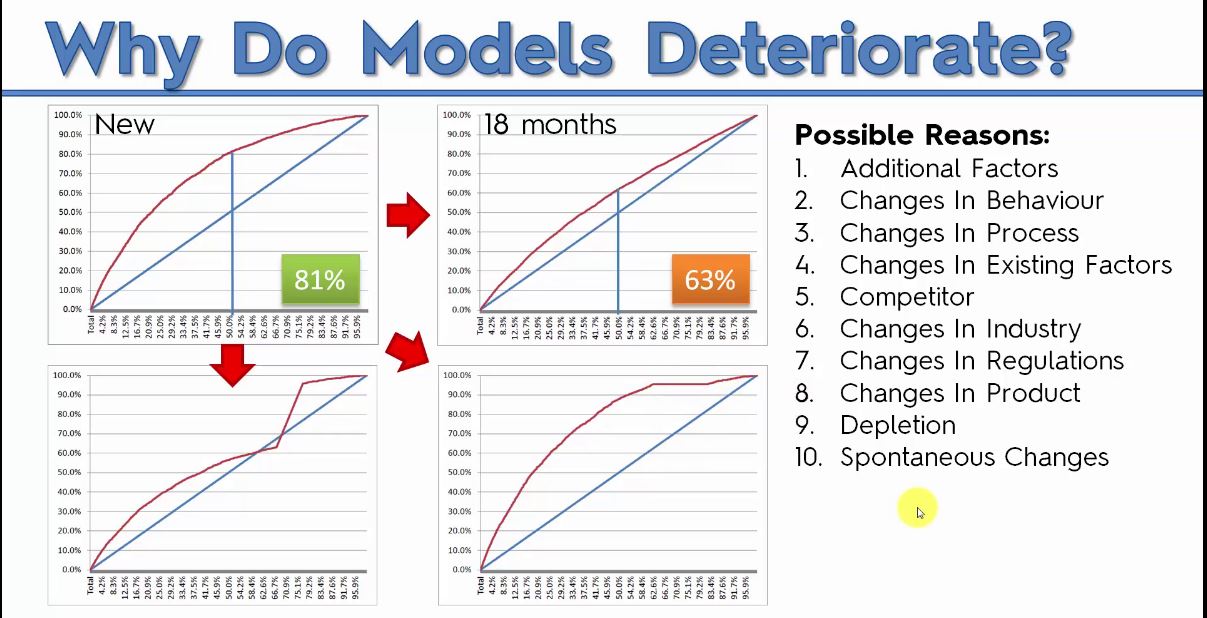 Why Do Models Deteriorate?
New
100.0%
90.0%
80.0%
70.0%
60.0%
50.0%
40.0%
30.0%
20.0%
10.0%
0.0%
81%
Total 4.2% 8.3% 12.5% 16.7% 20.9% 25.0% 29.2% 33.4% 37.5% 41.7% 45.9% 50.0% 54.2% 58.4% 62.6% 66.7% 70.9% 75.1% 79.2% 83.4% 87.6% 91.7% 95.9%
18 months
100.0%
90.0%
80.0%
70.0%
60.0%
50.0%
40.0%
30.0%
20.0%
10.0%
0.0%
63%
Total 4.2% 8.3% 12.5% 16.7% 20.9% 25.0% 29.2% 33.4% 37.5% 41.7% 45.9% 50.0% 54.2% 58.4% 62.6% 66.7% 70.9% 75.1% 79.2% 83.4% 87.6% 91.7% 95.9%
100.0%
90.0%
80.0%
70.0%
60.0%
50.0%
40.0%
30.0%
20.0%
10.0%
0.0%
Total 4.2% 8.3% 12.5% 16.7% 20.9% 25.0% 29.2% 33.4% 37.5% 41.7% 45.9% 50.0% 54.2% 58.4% 62.6% 66.7% 70.9% 75.1% 79.2% 83.4% 87.6% 91.7% 95.9%
100.0%
90.0%
80.0%
70.0%
60.0%
50.0%
40.0%
30.0%
20.0%
10.0%
0.0%
Total 4.2% 8.3% 12.5% 16.7% 20.9% 25.0% 29.2% 33.4% 37.5% 41.7% 45.9% 50.0% 54.2% 58.4% 62.6% 66.7% 70.9% 75.1% 79.2% 83.4% 87.6% 91.7% 95.9%
Possible Reasons:
1. Additional Factors
2. Changes In Behaviour
3. Changes In Process
4. Changes In Existing Factors
5. Competitor
6. Changes In Industry
7. Changes In Regulations
8. Changes In Product
9. Depletion
10. Spontaneous Changes